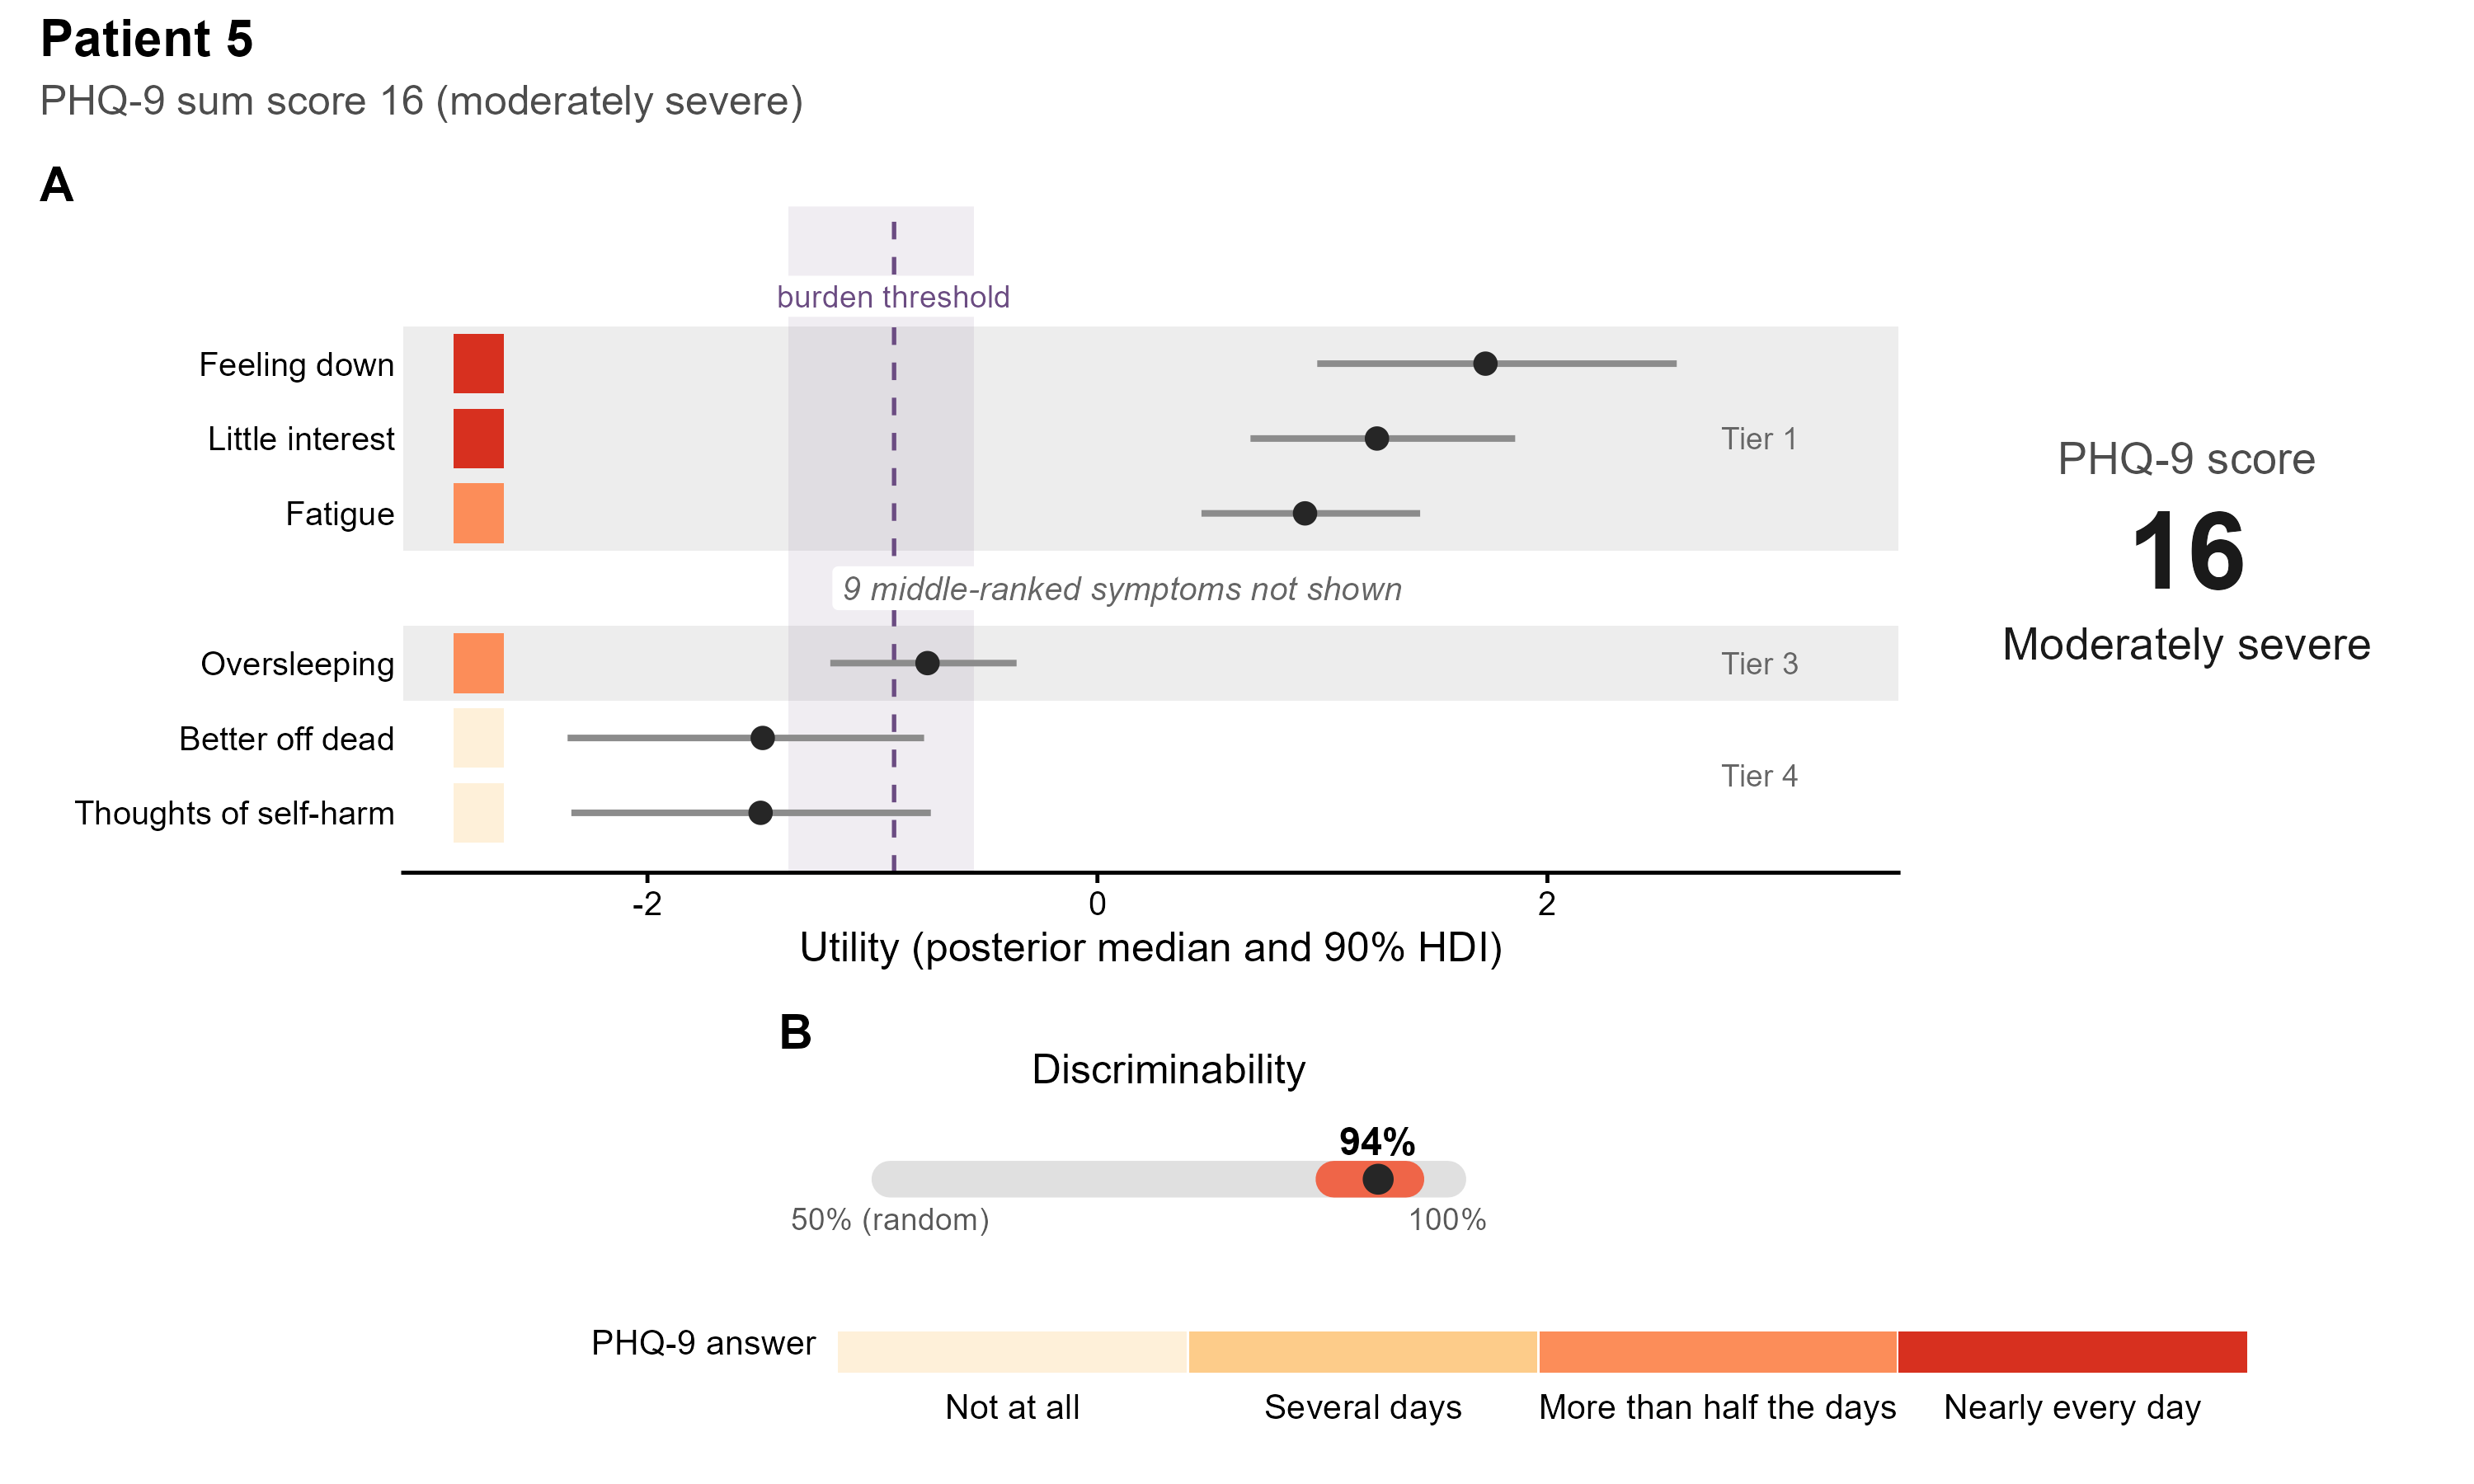 Patient 5
PHQ-9 sum score 16 (moderately severe)
A
burden threshold
Feeling down
Little interest
Tier 1
Fatigue
9 middle-ranked symptoms not shown
Oversleeping
Tier 3
Better off dead
Tier 4
Thoughts of self-harm
-2
0
2
Utility (posterior median and 90% HDI)
PHQ-9 score
16
Moderately severe
B
Discriminability
94%
50% (random)
100%
PHQ-9 answer
Not at all
Several days
More than half the days
Nearly every day